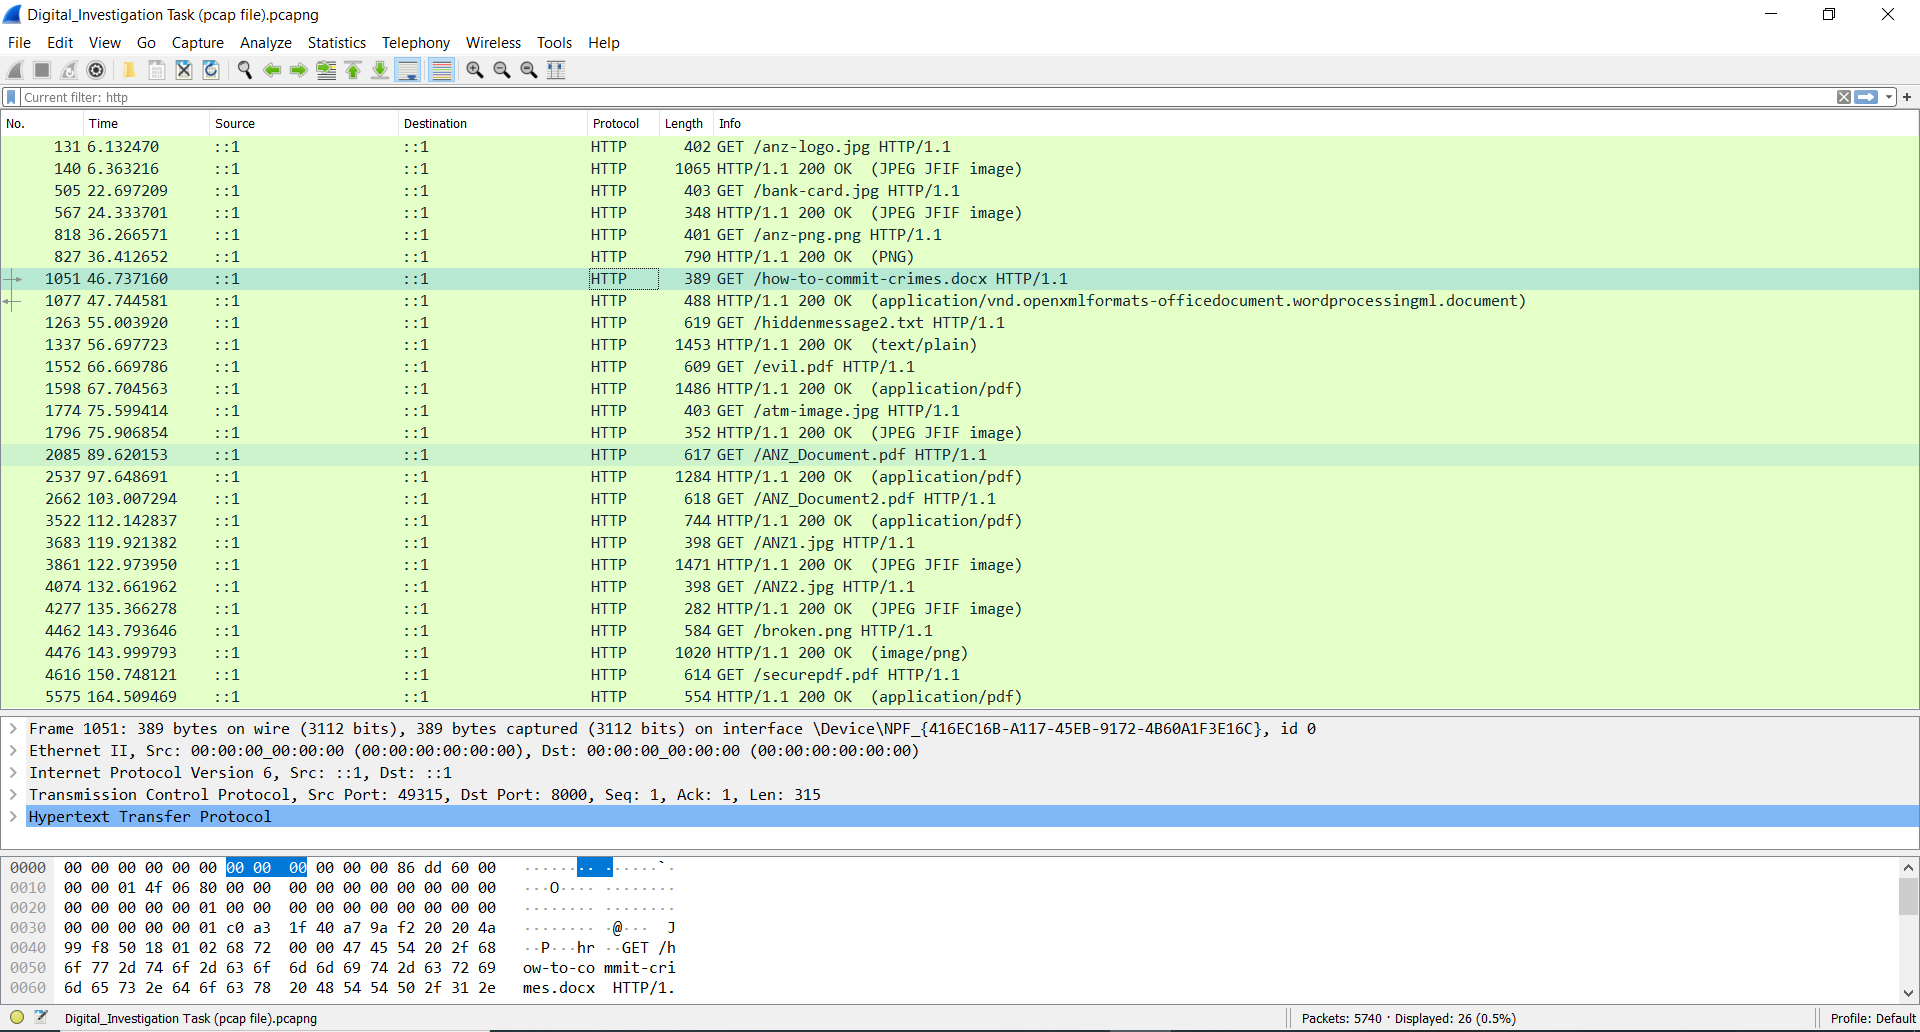 Digital_Investigation Task (pcap file).pcapng
File Edit View Go Capture Analyze Statistics Telephony Wireless Tools Help
Current filter: http
No. Time Source Destination Protocol Length Info
131 6.132470 ::1 ::1 HTTP 402 GET /anz-logo.jpg HTTP/1.1
140 6.363216 ::1 ::1 HTTP 1065 HTTP/1.1 200 OK (JPEG JFIF image)
505 22.697209 ::1 ::1 HTTP 403 GET /bank-card.jpg HTTP/1.1
567 24.333701 ::1 ::1 HTTP 348 HTTP/1.1 200 OK (JPEG JFIF image)
818 36.266571 ::1 ::1 HTTP 401 GET /anz-png.png HTTP/1.1
827 36.412652 ::1 ::1 HTTP 790 HTTP/1.1 200 OK (PNG)
1051 46.737160 ::1 ::1 HTTP 389 GET /how-to-commit-crimes.docx HTTP/1.1
1077 47.744581 ::1 ::1 HTTP 488 HTTP/1.1 200 OK (application/vnd.openxmlformats-officedocument.wordprocessingml.document)
1263 55.003920 ::1 ::1 HTTP 619 GET /hiddenmessage2.txt HTTP/1.1
1337 56.697723 ::1 ::1 HTTP 1453 HTTP/1.1 200 OK (text/plain)
1552 66.669786 ::1 ::1 HTTP 609 GET /evil.pdf HTTP/1.1
1598 67.704563 ::1 ::1 HTTP 1486 HTTP/1.1 200 OK (application/pdf)
1774 75.599414 ::1 ::1 HTTP 403 GET /atm-image.jpg HTTP/1.1
1796 75.906854 ::1 ::1 HTTP 352 HTTP/1.1 200 OK (JPEG JFIF image)
2085 89.620153 ::1 ::1 HTTP 617 GET /ANZ_Document.pdf HTTP/1.1
2537 97.648691 ::1 ::1 HTTP 1284 HTTP/1.1 200 OK (application/pdf)
2662 103.007294 ::1 ::1 HTTP 618 GET /ANZ_Document2.pdf HTTP/1.1
3522 112.142837 ::1 ::1 HTTP 744 HTTP/1.1 200 OK (application/pdf)
3683 119.921382 ::1 ::1 HTTP 398 GET /ANZ1.jpg HTTP/1.1
3861 122.973950 ::1 ::1 HTTP 1471 HTTP/1.1 200 OK (JPEG JFIF image)
4074 132.661962 ::1 ::1 HTTP 398 GET /ANZ2.jpg HTTP/1.1
4277 135.366278 ::1 ::1 HTTP 282 HTTP/1.1 200 OK (JPEG JFIF image)
4462 143.793646 ::1 ::1 HTTP 584 GET /broken.png HTTP/1.1
4476 143.999793 ::1 ::1 HTTP 1020 HTTP/1.1 200 OK (image/png)
4616 150.748121 ::1 ::1 HTTP 614 GET /securepdf.pdf HTTP/1.1
5575 164.509469 ::1 ::1 HTTP 554 HTTP/1.1 200 OK (application/pdf)
Frame 1051: 389 bytes on wire (3112 bits), 389 bytes captured (3112 bits) on interface \Device\NPF_{416EC16B-A117-45EB-9172-4B60A1F3E16C}, id 0
Ethernet II, Src: 00:00:00_00:00:00 (00:00:00:00:00:00), Dst: 00:00:00_00:00:00 (00:00:00:00:00:00)
Internet Protocol Version 6, Src: ::1, Dst: ::1
Transmission Control Protocol, Src Port: 49315, Dst Port: 8000, Seq: 1, Ack: 1, Len: 315
Hypertext Transfer Protocol
0000 00 00 00 00 00 00 00 00 00 00 00 00 86 dd 60 00 ········ ······`·
0010 00 00 01 4f 06 80 00 00 00 00 00 00 00 00 00 00 ···O···· ········
0020 00 00 00 00 00 01 00 00 00 00 00 00 00 00 00 00 ········ ········
0030 00 00 00 00 00 01 c0 a3 1f 40 a7 9a f2 20 20 4a ········ ·@···  J
0040 99 f8 50 18 01 02 68 72 00 00 47 45 54 20 2f 68 ··P···hr ··GET /h
0050 6f 77 2d 74 6f 2d 63 6f 6d 6d 69 74 2d 63 72 69 ow-to-co mmit-cri
0060 6d 65 73 2e 64 6f 63 78 20 48 54 54 50 2f 31 2e mes.docx HTTP/1.
Digital_Investigation Task (pcap file).pcapng Packets: 5740 · Displayed: 26 (0.5%) Profile: Default